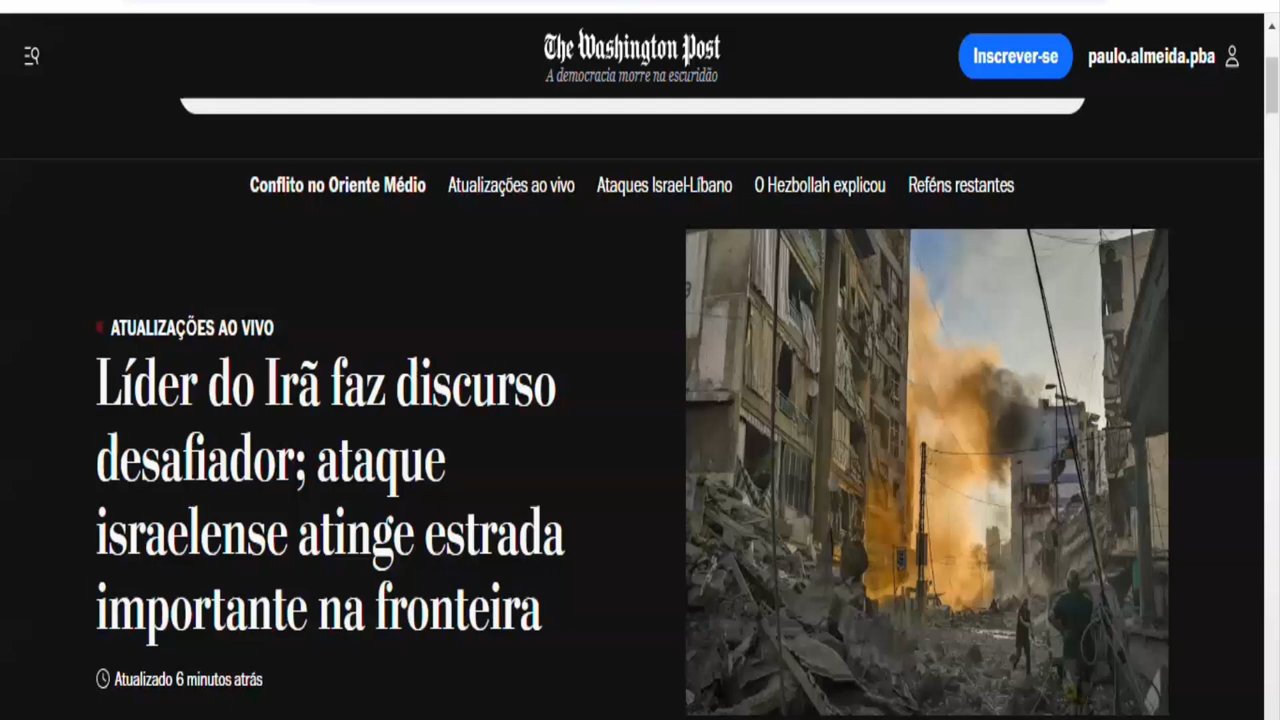 The Washington Post
A democracia morre na escuridão
Inscrever-se
paulo.almeida.pba
Conflito no Oriente Médio
Atualizações ao vivo
Ataques Israel-Líbano
O Hezbollah explicou
Reféns restantes
ATUALIZAÇÕES AO VIVO
Líder do Irã faz discurso
desafiador; ataque
israelense atinge estrada
importante na fronteira
Atualizado 6 minutos atrás